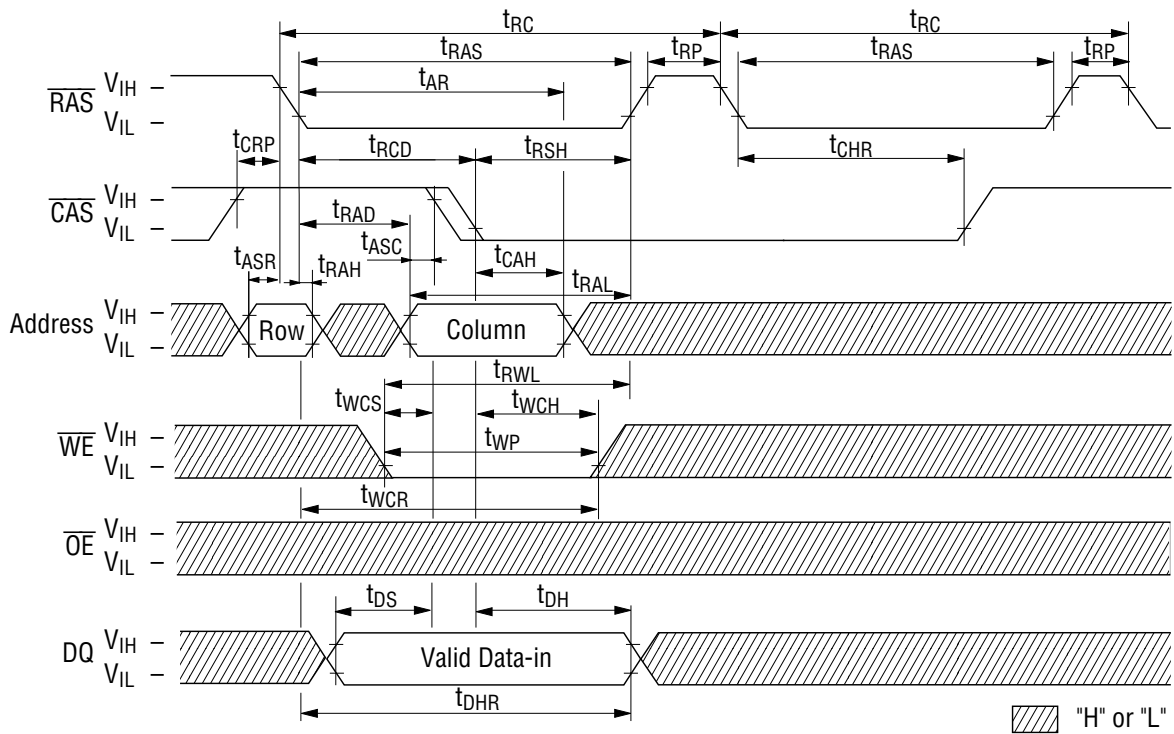 tRC tRC
tRAS tRP tRAS tRP
tAR
RAS VIH –
VIL –
tCRP tRCD tRSH tCHR
CAS VIH –
VIL –
tRAD
tASC
tASR tRAH tCAH
tRAL
Address VIH –
VIL –
Row Column
tRWL
tWCS tWCH
WE VIH –
VIL –
tWP
tWCR
OE VIH –
VIL –
tDS tDH
DQ VIH –
VIL –
Valid Data-in
tDHR
"H" or "L"